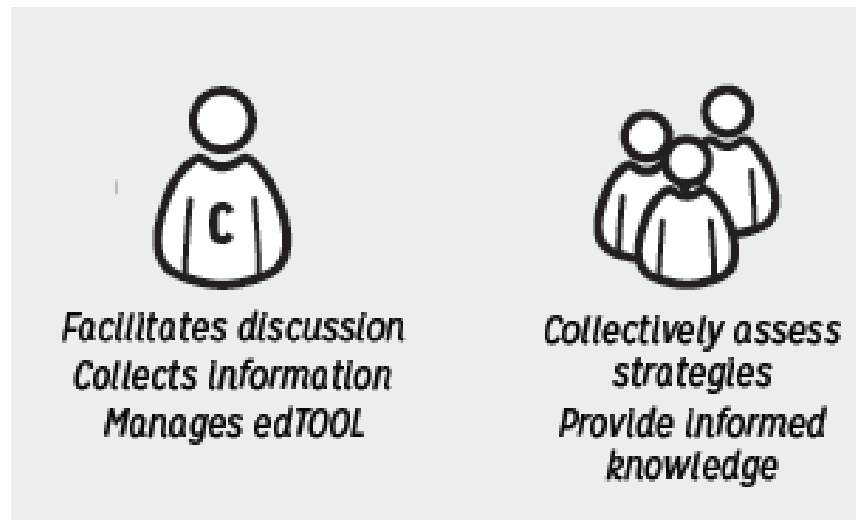 C
Facilitates discussion
Collects information
Manages edTOOL
Collectively assess
strategies
Provide informed
knowledge